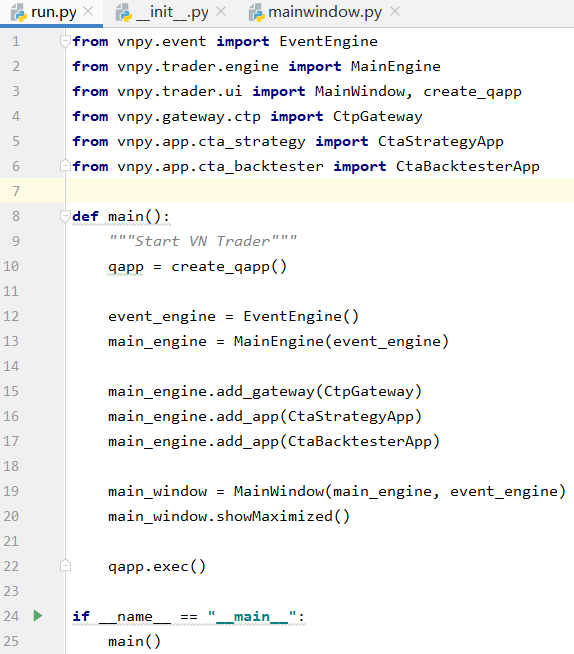 run.py × __init__.py × mainwindow.py ×
1 from vnpy.event import EventEngine
2 from vnpy.trader.engine import MainEngine
3 from vnpy.trader.ui import MainWindow, create_qapp
4 from vnpy.gateway.ctp import CtpGateway
5 from vnpy.app.cta_strategy import CtaStrategyApp
6 from vnpy.app.cta_backtester import CtaBacktesterApp
7
8 def main():
9     """Start VN Trader"""
10     qapp = create_qapp()
11
12     event_engine = EventEngine()
13     main_engine = MainEngine(event_engine)
14
15     main_engine.add_gateway(CtpGateway)
16     main_engine.add_app(CtaStrategyApp)
17     main_engine.add_app(CtaBacktesterApp)
18
19     main_window = MainWindow(main_engine, event_engine)
20     main_window.showMaximized()
21
22     qapp.exec()
23
24 if __name__ == "__main__":
25     main()